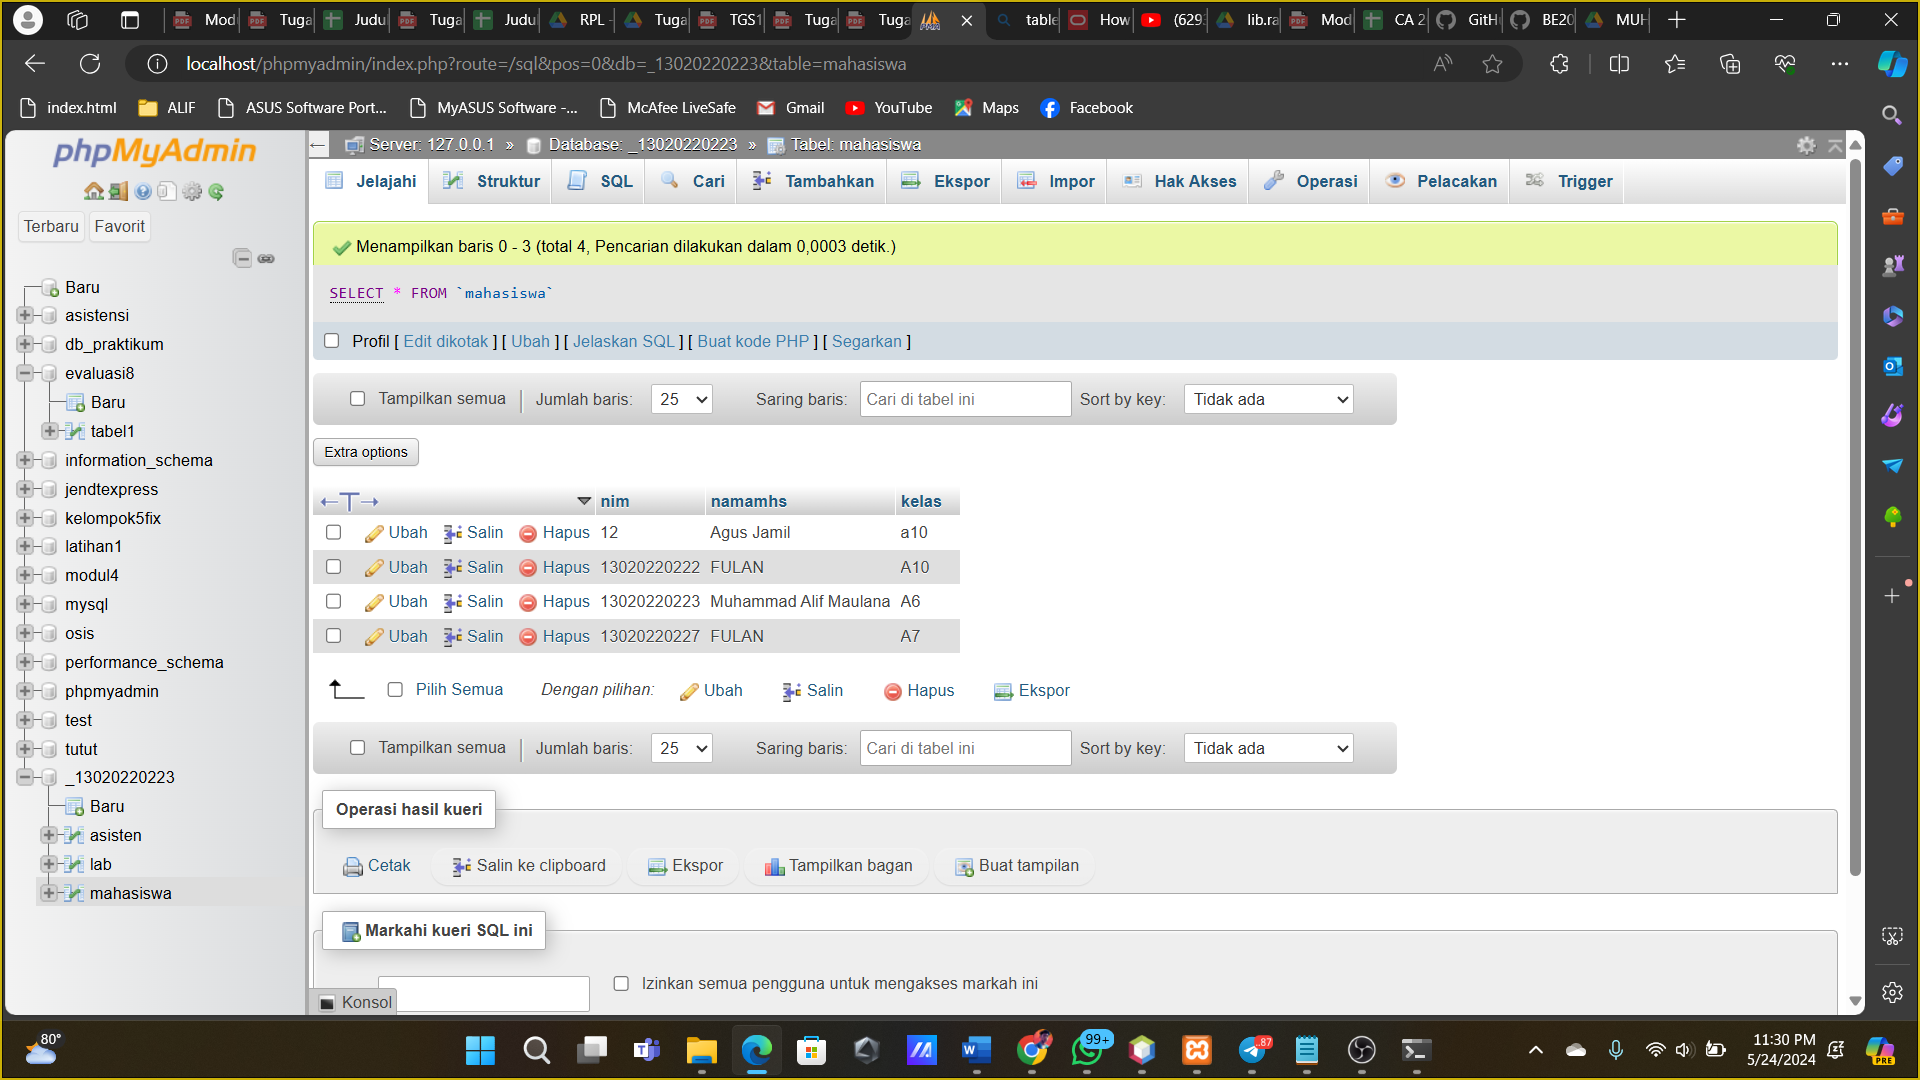 Mod
Tuga
Judu
Tuga
Judu
RPL -
Tuga
TGS1
Tuga
Tuga
table
How
(629)
lib.ra
Mod
CA 2
GitHu
BE20
MUH
localhost/phpmyadmin/index.php?route=/sql&pos=0&db=_13020220223&table=mahasiswa
index.html
ALIF
ASUS Software Port...
MyASUS Software -...
McAfee LiveSafe
Gmail
YouTube
Maps
Facebook
phpMyAdmin
Terbaru
Favorit
Baru
asistensi
db_praktikum
evaluasi8
Baru
tabel1
information_schema
jendtexpress
kelompok5fix
latihan1
modul4
mysql
osis
performance_schema
phpmyadmin
test
tutut
_13020220223
Baru
asisten
lab
mahasiswa
Server: 127.0.0.1 » Database: _13020220223 » Tabel: mahasiswa
Jelajahi
Struktur
SQL
Cari
Tambahkan
Ekspor
Impor
Hak Akses
Operasi
Pelacakan
Trigger
Menampilkan baris 0 - 3 (total 4, Pencarian dilakukan dalam 0,0003 detik.)
SELECT * FROM `mahasiswa`
Profil [ Edit dikotak ] [ Ubah ] [ Jelaskan SQL ] [ Buat kode PHP ] [ Segarkan ]
Tampilkan semua | Jumlah baris: 25 Saring baris: Cari di tabel ini Sort by key: Tidak ada
Extra options
nim namamhs kelas
Ubah Salin Hapus 12 Agus Jamil a10
Ubah Salin Hapus 13020220222 FULAN A10
Ubah Salin Hapus 13020220223 Muhammad Alif Maulana A6
Ubah Salin Hapus 13020220227 FULAN A7
Pilih Semua Dengan pilihan: Ubah Salin Hapus Ekspor
Tampilkan semua | Jumlah baris: 25 Saring baris: Cari di tabel ini Sort by key: Tidak ada
Operasi hasil kueri
Cetak
Salin ke clipboard
Ekspor
Tampilkan bagan
Buat tampilan
Markahi kueri SQL ini
Izinkan semua pengguna untuk mengakses markah ini
Konsol
80°
99+
87
11:30 PM
5/24/2024
PRE